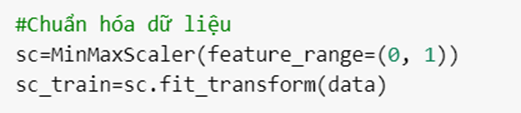 #Chuẩn hóa dữ liệu
sc=MinMaxScaler(feature_range=(0, 1))
sc_train=sc.fit_transform(data)